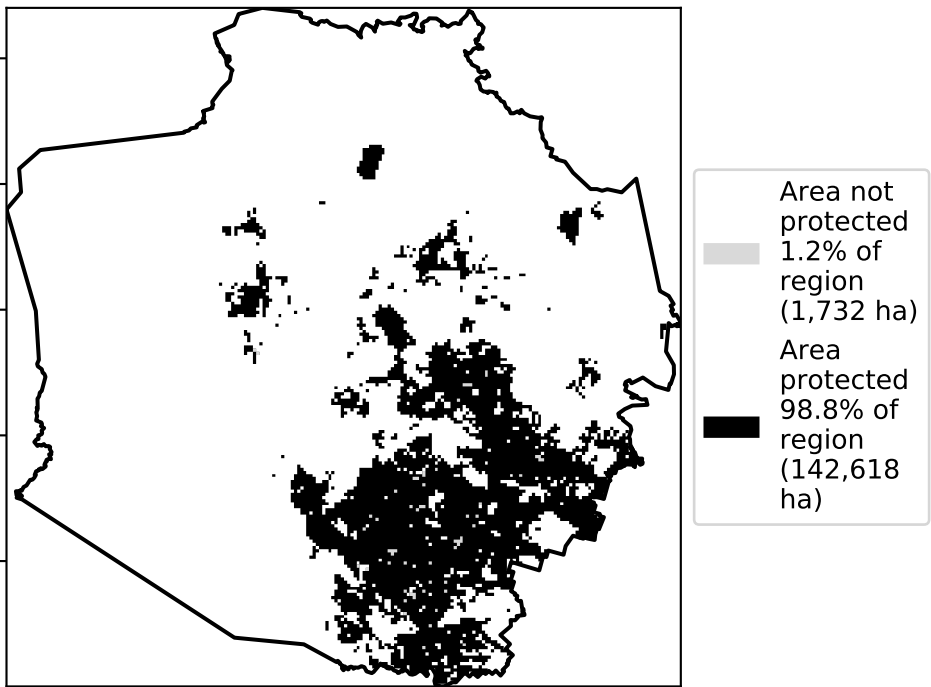 Area not
protected
1.2% of
region
(1,732 ha)
Area
protected
98.8% of
region
(142,618
ha)